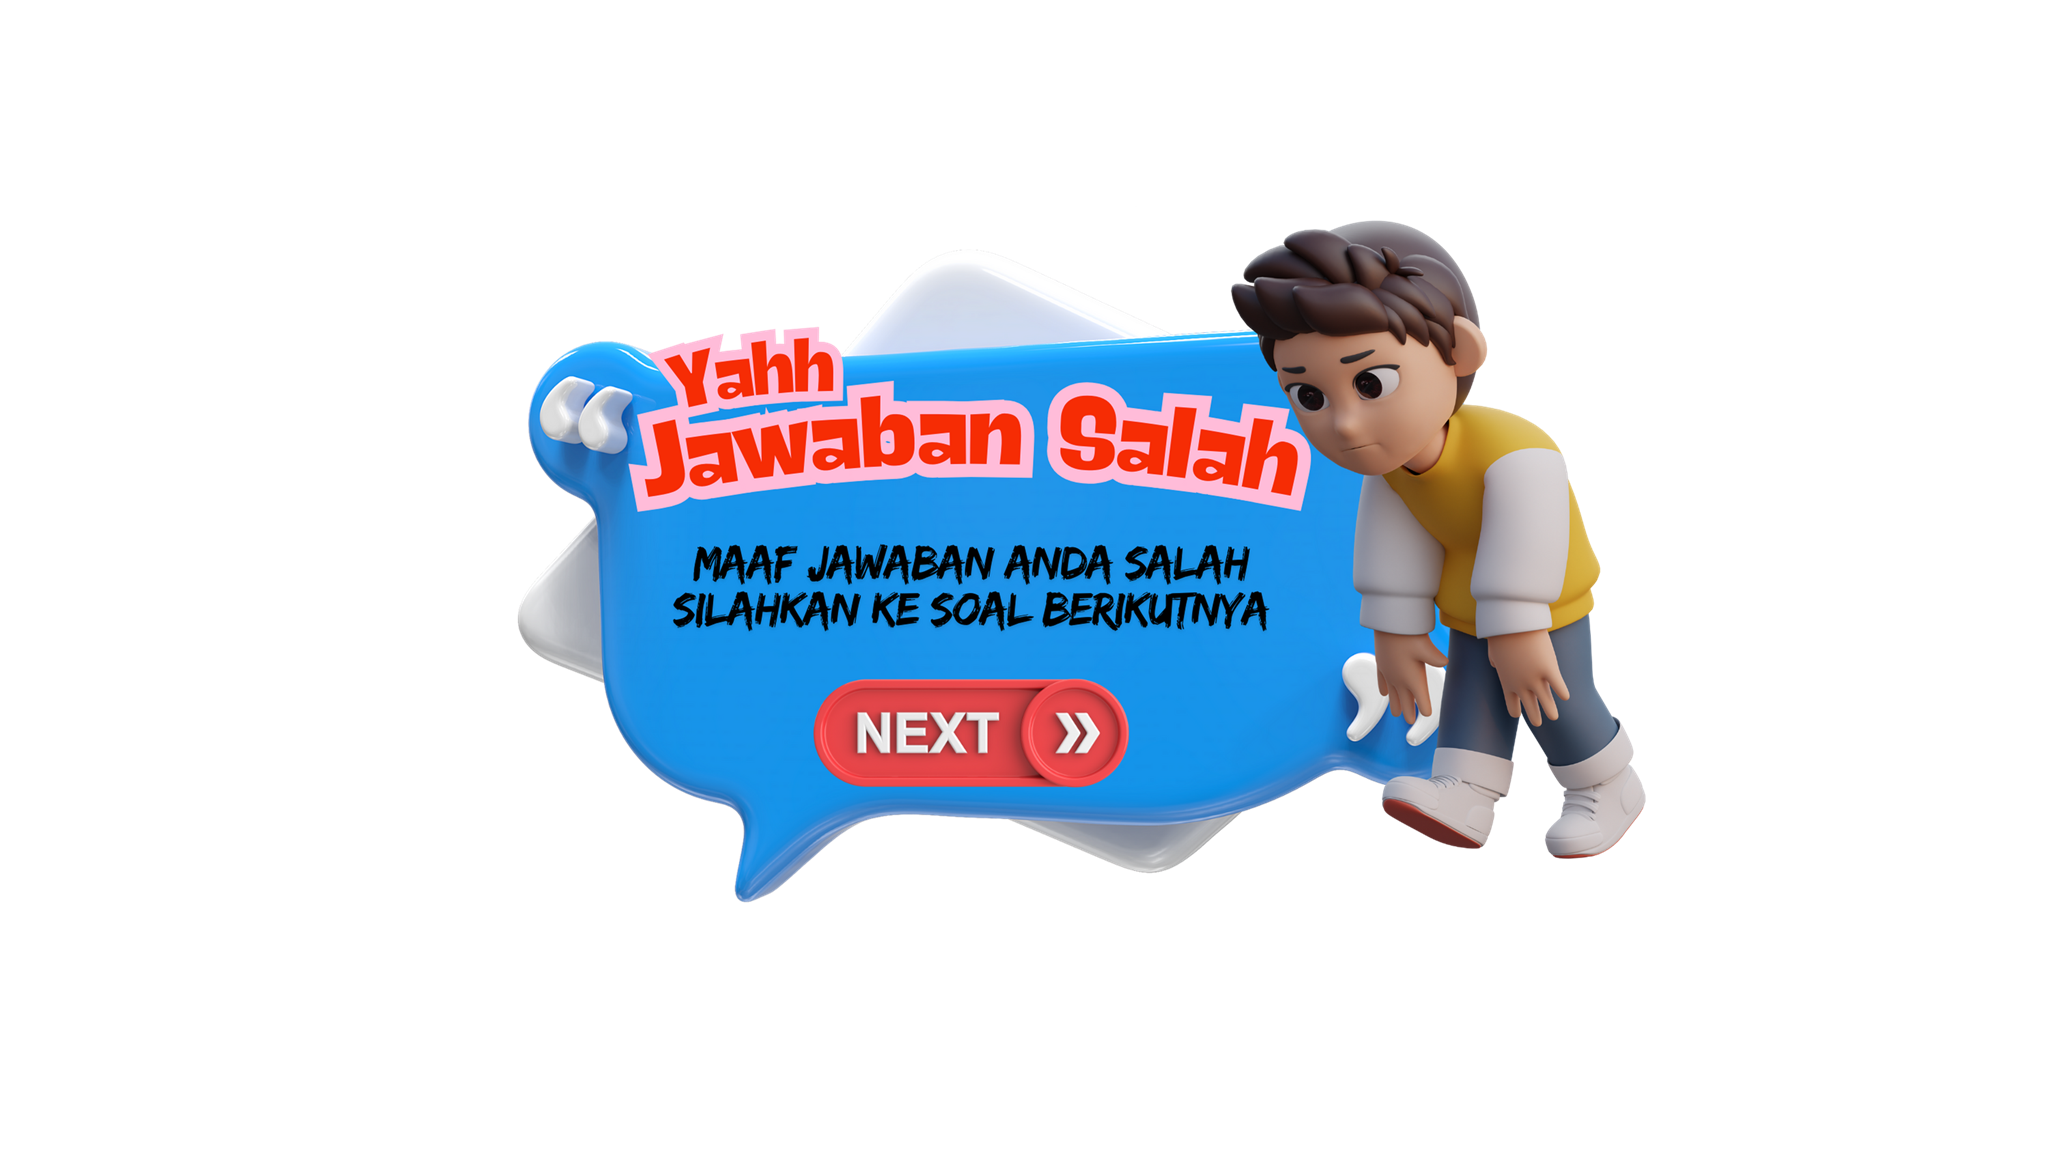 Yahh
Jawaban Salah
MAAF JAWABAN ANDA SALAH
SILAHKAN KE SOAL BERIKUTNYA
NEXT